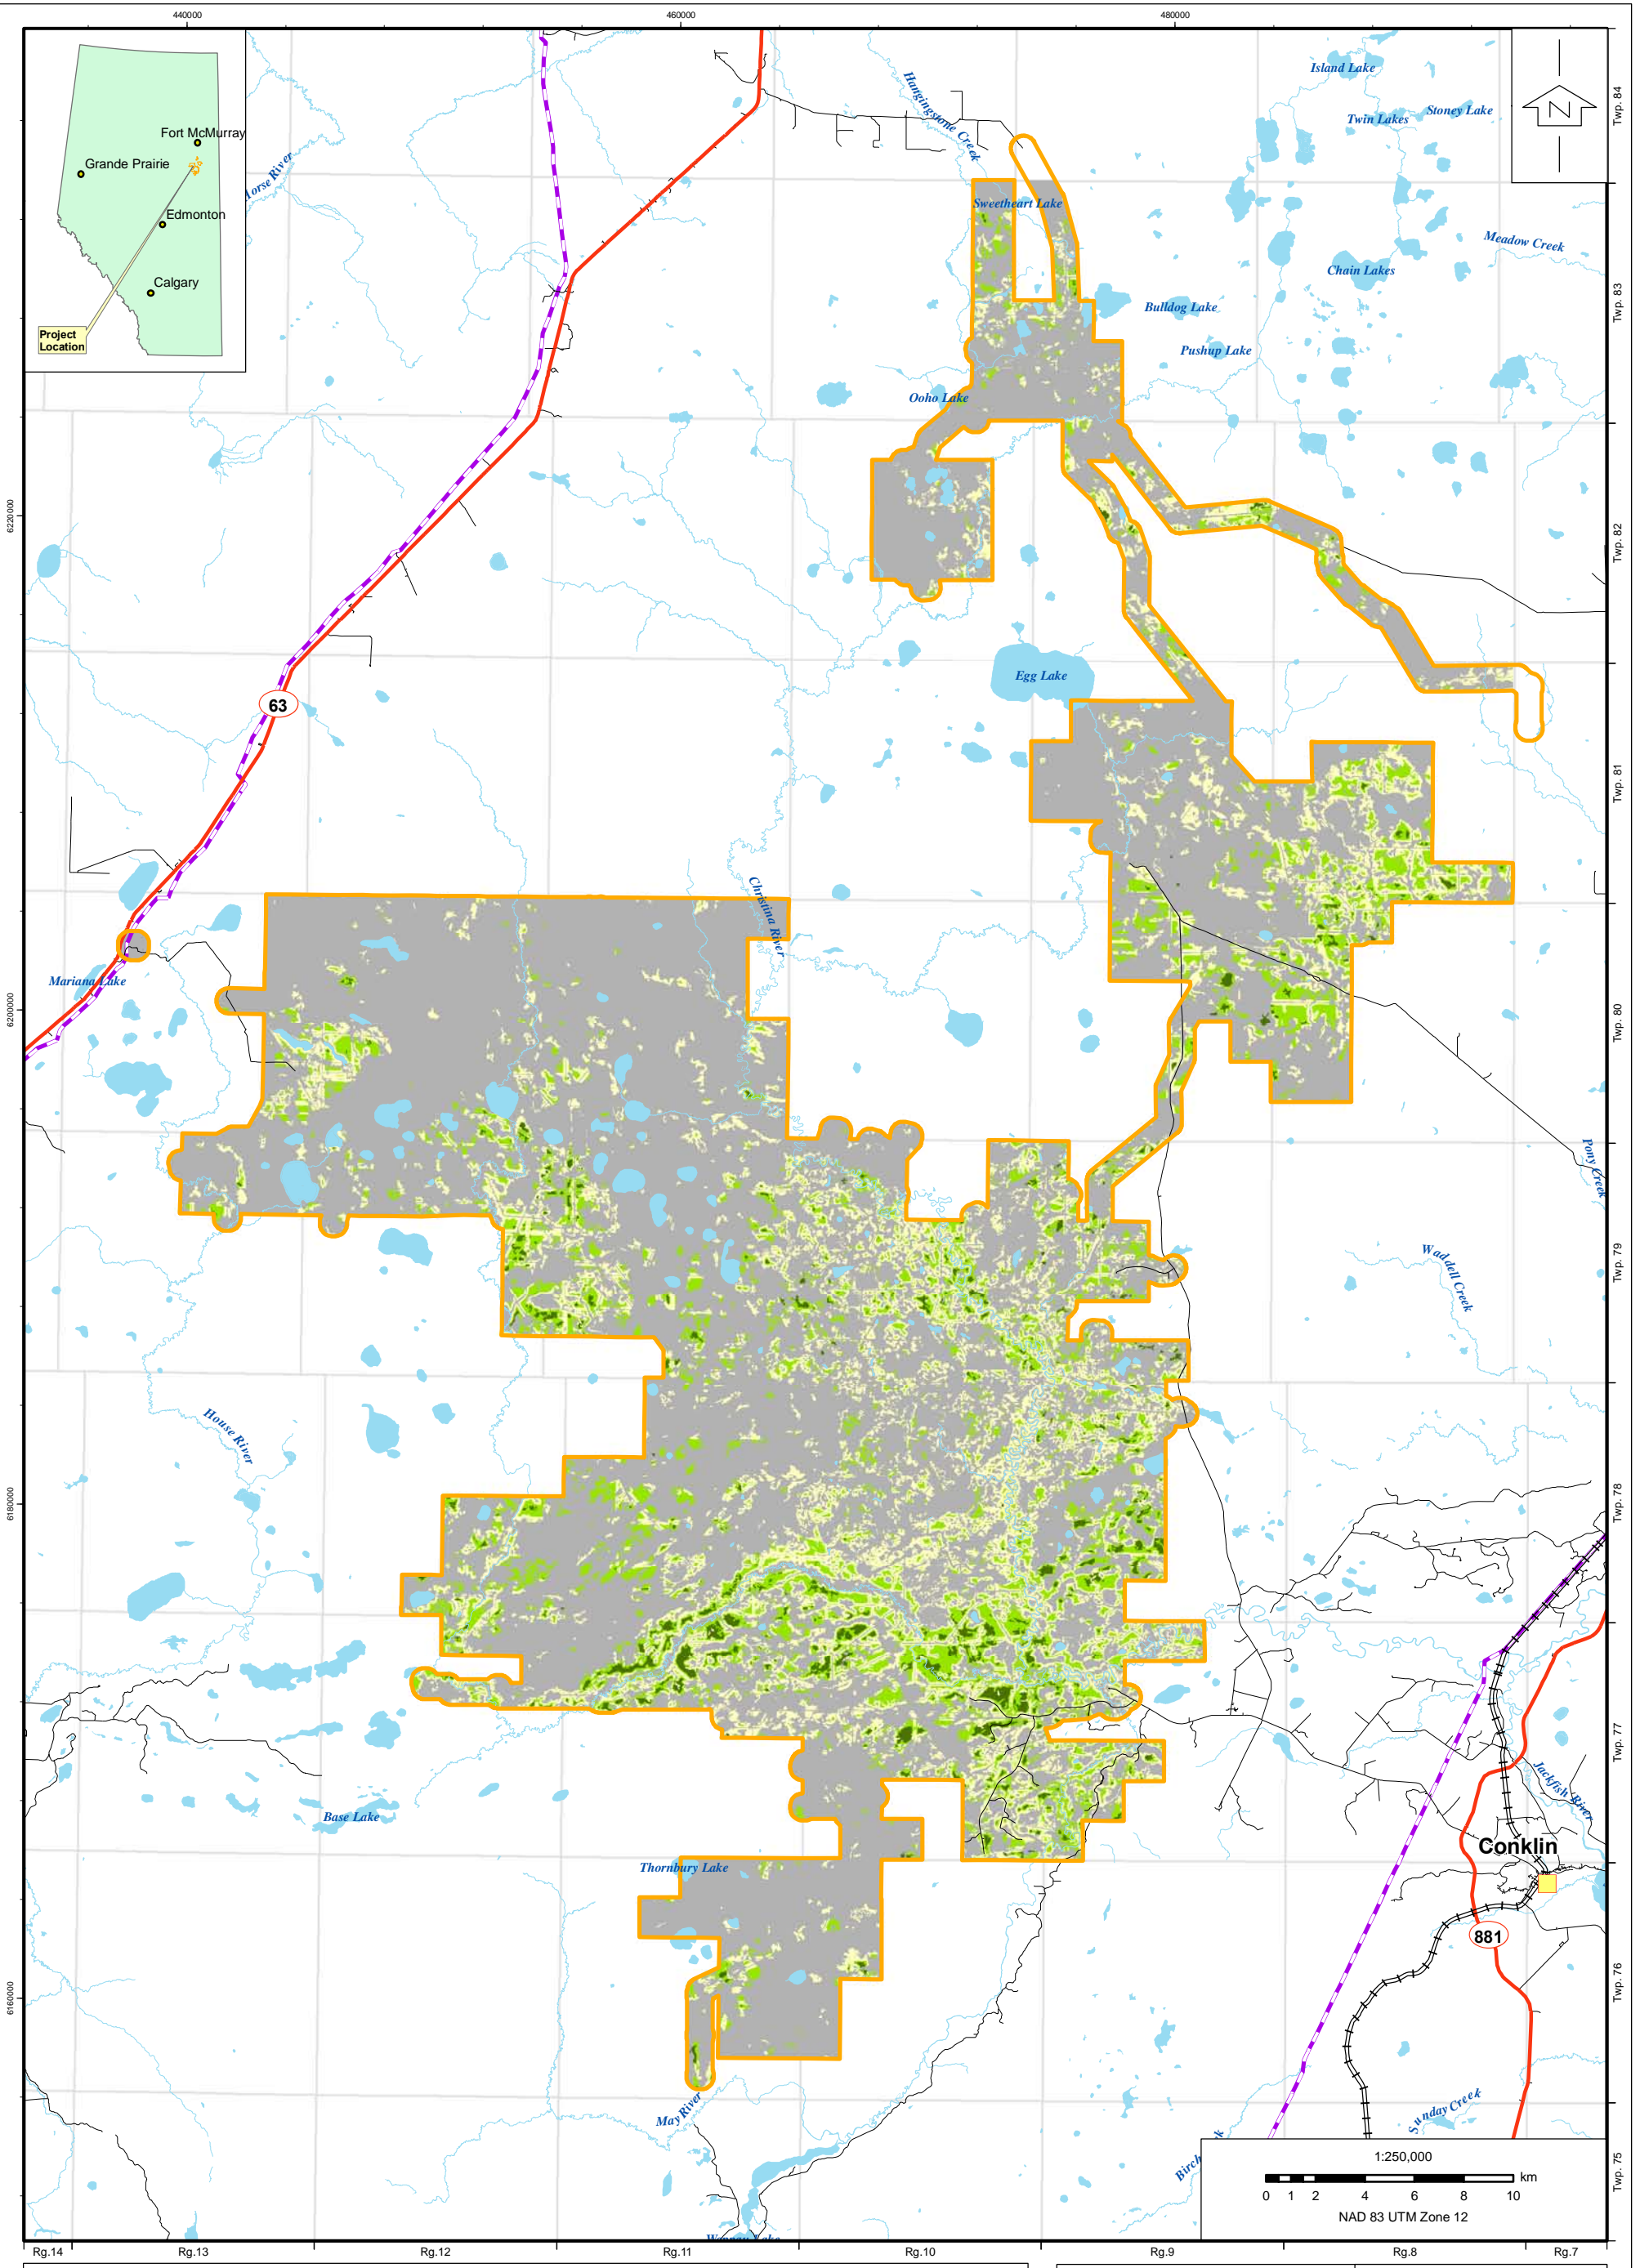 440000
460000
480000
Fort McMurray
Grande Prairie
Edmonton
Calgary
Project
Location
Horse River
Hangingstone Creek
Island Lake
Twin Lakes
Stoney Lake
N
Twp. 84
Sweetheart Lake
Meadow Creek
Chain Lakes
Bulldog Lake
Pushup Lake
Twp. 83
Ooho Lake
6220000
Twp. 82
Egg Lake
63
Twp. 81
Christina River
Mariana Lake
6200000
Twp. 80
Pony Creek
Waddell Creek
Twp. 79
House River
6180000
Twp. 78
Twp. 77
Jackfish River
Base Lake
Conklin
Thornbury Lake
881
6160000
Twp. 76
May River
Sunday Creek
Birch
1:250,000
km
0 1 2 4 6 8 10
NAD 83 UTM Zone 12
Twp. 75
Rg.14
Rg.13
Rg.12
Rg.11
Rg.10
Rg.9
Rg.8
Rg.7